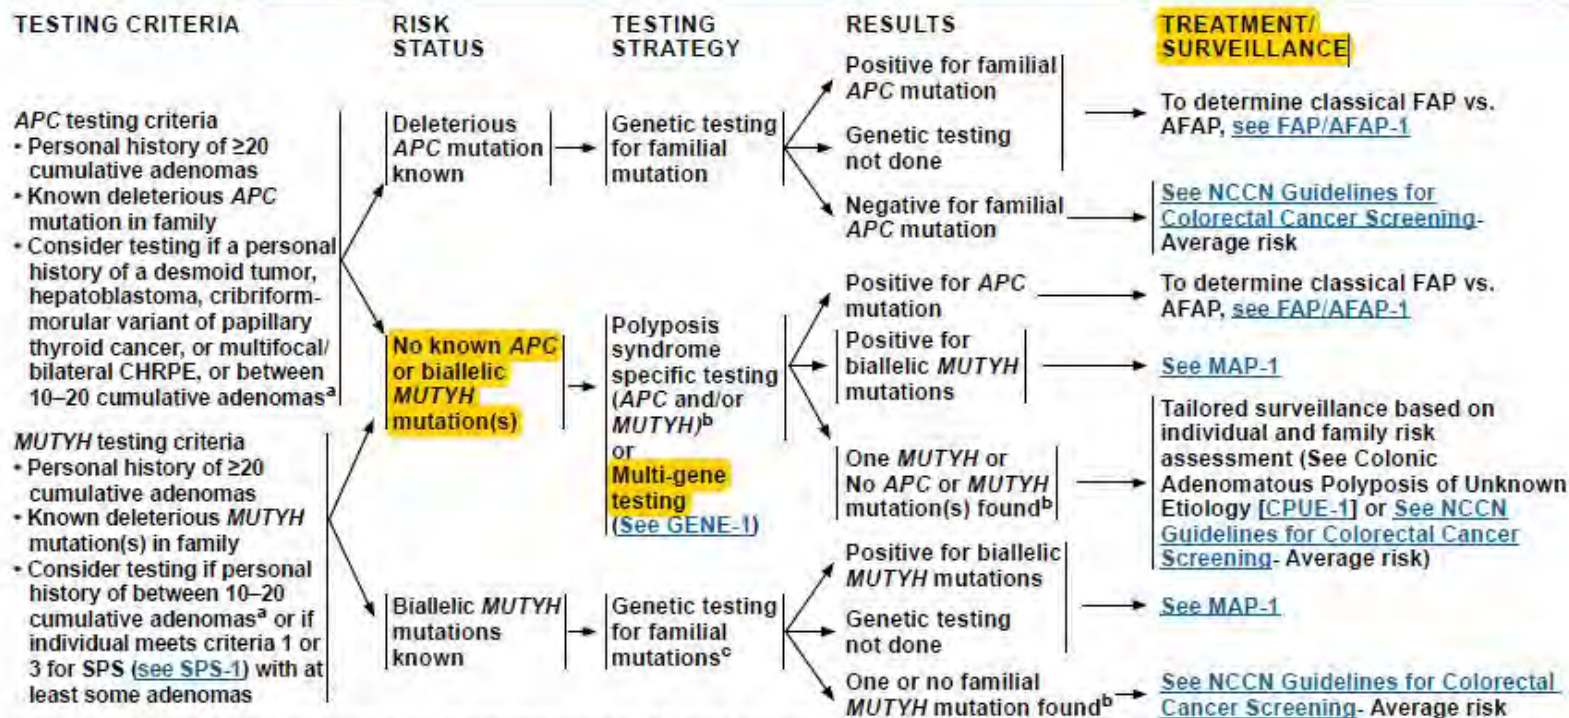 TESTING CRITERIA
RISK
STATUS
TESTING
STRATEGY
RESULTS
TREATMENT/
SURVEILLANCE
APC testing criteria
• Personal history of ≥20
cumulative adenomas
• Known deleterious APC
mutation in family
• Consider testing if a personal
history of a desmoid tumor,
hepatoblastoma, cribriform-
morular variant of papillary
thyroid cancer, or multifocal/
bilateral CHRPE, or between
10–20 cumulative adenomasᵃ
MUTYH testing criteria
• Personal history of ≥20
cumulative adenomas
• Known deleterious MUTYH
mutation(s) in family
• Consider testing if personal
history of between 10–20
cumulative adenomasᵃ or if
individual meets criteria 1 or
3 for SPS (see SPS-1) with at
least some adenomas
Deleterious
APC mutation
known
No known APC
or biallelic
MUTYH
mutation(s)
Biallelic MUTYH
mutations
known
Genetic testing
for familial
mutation
Polyposis
syndrome
specific testing
(APC and/or
MUTYH)ᵇ
or
Multi-gene
testing
(See GENE-1)
Genetic testing
for familial
mutationsᶜ
Positive for familial
APC mutation
Genetic testing
not done
Negative for familial
APC mutation
Positive for APC
mutation
Positive for
biallelic MUTYH
mutations
One MUTYH or
No APC or MUTYH
mutation(s) foundᵇ
Positive for biallelic
MUTYH mutations
Genetic testing
not done
One or no familial
MUTYH mutation foundᵇ
To determine classical FAP vs.
AFAP, see FAP/AFAP-1
See NCCN Guidelines for
Colorectal Cancer Screening-
Average risk
To determine classical FAP vs.
AFAP, see FAP/AFAP-1
See MAP-1
Tailored surveillance based on
individual and family risk
assessment (See Colonic
Adenomatous Polyposis of Unknown
Etiology [CPUE-1] or See NCCN
Guidelines for Colorectal Cancer
Screening- Average risk)
See MAP-1
See NCCN Guidelines for Colorectal
Cancer Screening- Average risk